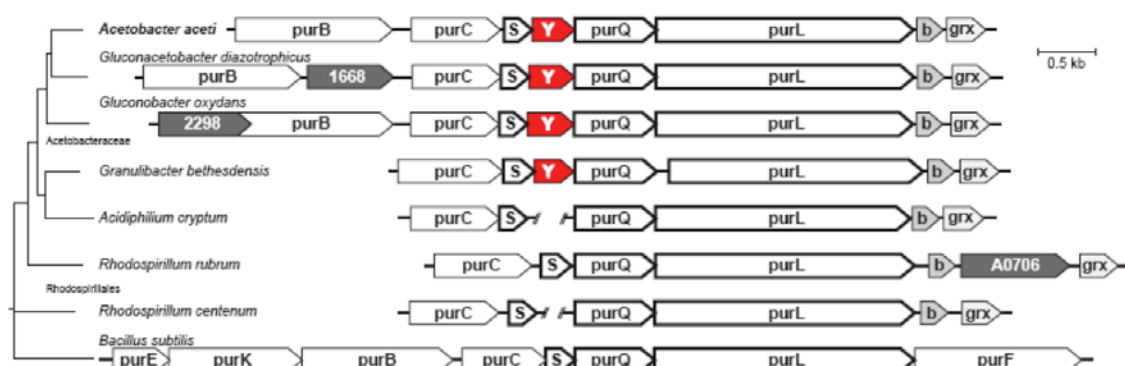 Acetobacter aceti purB purC S Y purQ purL b grx
0.5 kb
Gluconacetobacter diazotrophicus
purB 1668 purC S Y purQ purL b grx
Gluconobacter oxydans
2298 purB purC S Y purQ purL b grx
Acetobacteraceae
Granulibacter bethesdensis purC S Y purQ purL b grx
Acidiphilium cryptum purC S // // purQ purL b grx
Rhodospirillum rubrum purC S purQ purL b A0706 grx
Rhodospirillales
Rhodospirillum centenum purC S // // purQ purL b grx
Bacillus subtilis
purE purK purB purC S purQ purL purF